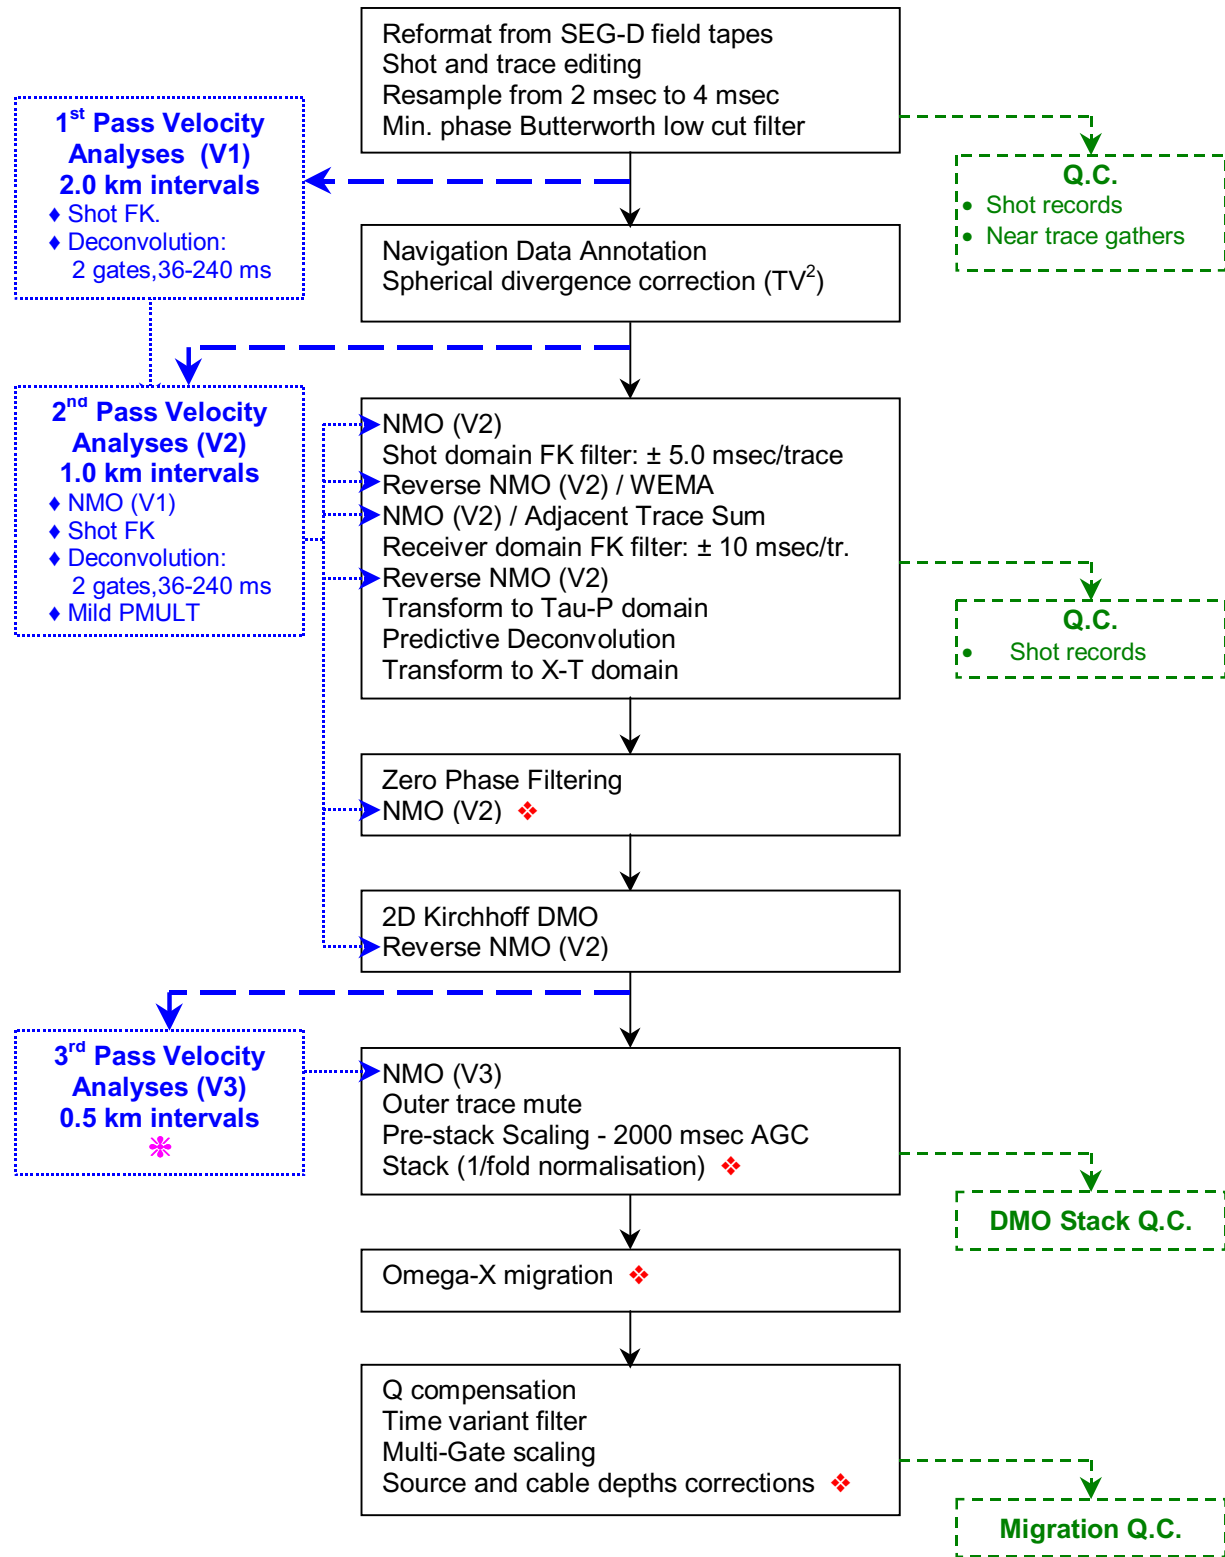 Reformat from SEG-D field tapes
Shot and trace editing
Resample from 2 msec to 4 msec
Min. phase Butterworth low cut filter
1st Pass Velocity
Analyses (V1)
2.0 km intervals
♦ Shot FK.
♦ Deconvolution:
2 gates,36-240 ms
Q.C.
• Shot records
• Near trace gathers
Navigation Data Annotation
Spherical divergence correction (TV²)
2nd Pass Velocity
Analyses (V2)
1.0 km intervals
♦ NMO (V1)
♦ Shot FK
♦ Deconvolution:
2 gates,36-240 ms
♦ Mild PMULT
NMO (V2)
Shot domain FK filter: ± 5.0 msec/trace
Reverse NMO (V2) / WEMA
NMO (V2) / Adjacent Trace Sum
Receiver domain FK filter: ± 10 msec/tr.
Reverse NMO (V2)
Transform to Tau-P domain
Predictive Deconvolution
Transform to X-T domain
Q.C.
• Shot records
Zero Phase Filtering
NMO (V2) ❖
2D Kirchhoff DMO
Reverse NMO (V2)
3rd Pass Velocity
Analyses (V3)
0.5 km intervals
❉
NMO (V3)
Outer trace mute
Pre-stack Scaling - 2000 msec AGC
Stack (1/fold normalisation) ❖
DMO Stack Q.C.
Omega-X migration ❖
Q compensation
Time variant filter
Multi-Gate scaling
Source and cable depths corrections ❖
Migration Q.C.